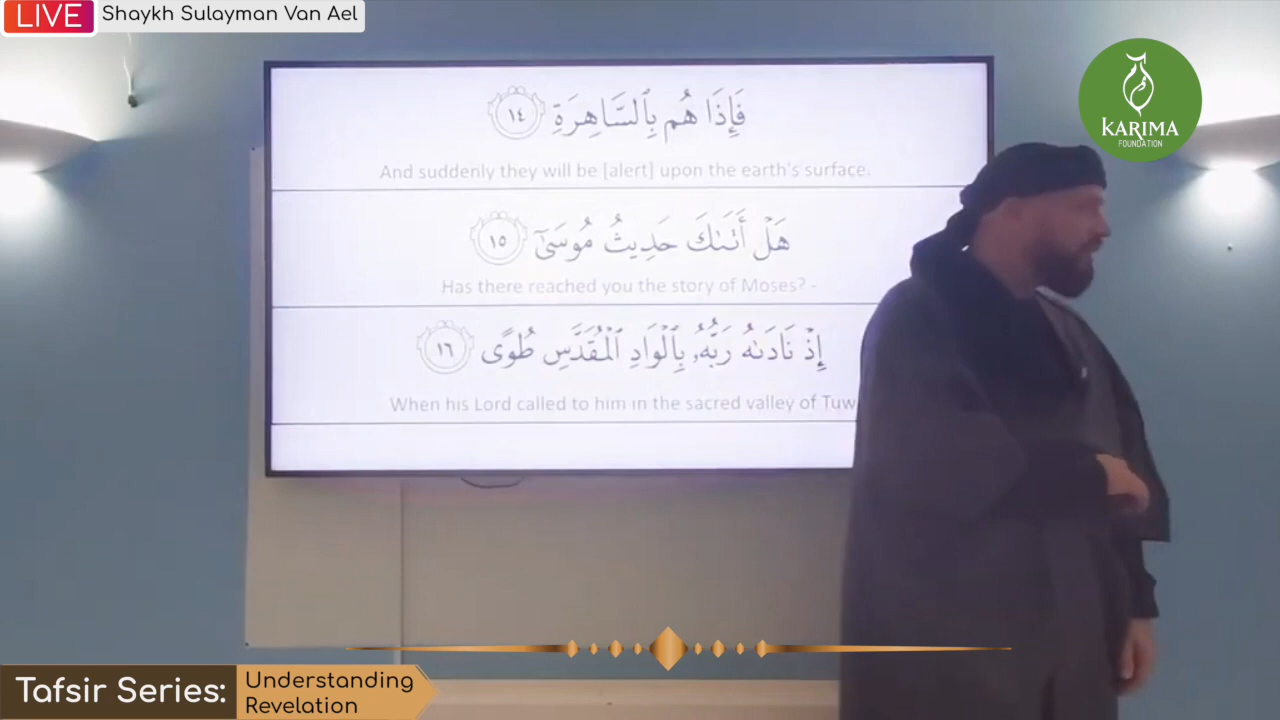 LIVE Shaykh Sulayman Van Ael
KARIMA
FOUNDATION
فَإِذَا هُم بِٱلسَّاهِرَةِ ١٤
And suddenly they will be [alert] upon the earth's surface.
هَلْ أَتَىٰكَ حَدِيثُ مُوسَىٰٓ ١٥
Has there reached you the story of Moses? -
إِذْ نَادَىٰهُ رَبُّهُۥ بِٱلْوَادِ ٱلْمُقَدَّسِ طُوًى ١٦
When his Lord called to him in the sacred valley of Tuw
Tafsir Series:
Understanding
Revelation